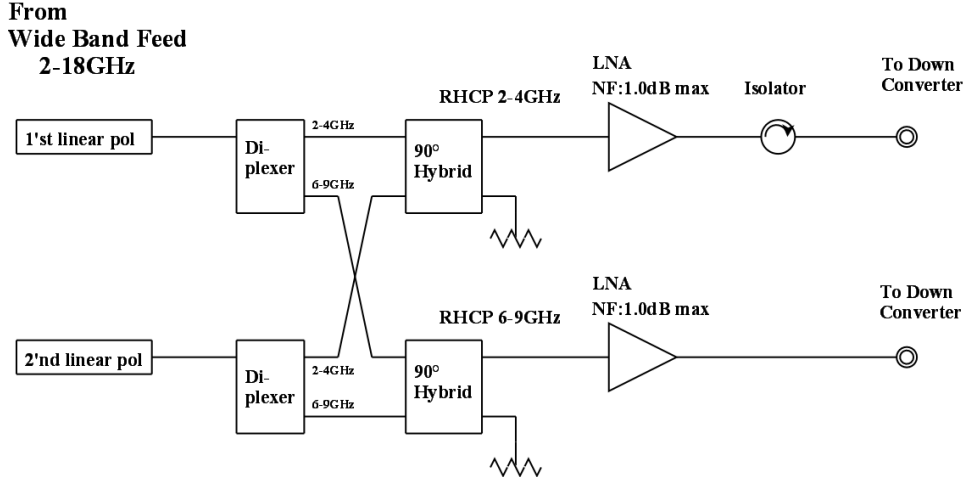 From
Wide Band Feed
2-18GHz
LNA
NF:1.0dB max
To Down
Converter
RHCP 2-4GHz
Isolator
1'st linear pol
Di-
plexer
2-4GHz
6-9GHz
90°
Hybrid
LNA
NF:1.0dB max
To Down
Converter
RHCP 6-9GHz
2'nd linear pol
Di-
plexer
2-4GHz
6-9GHz
90°
Hybrid